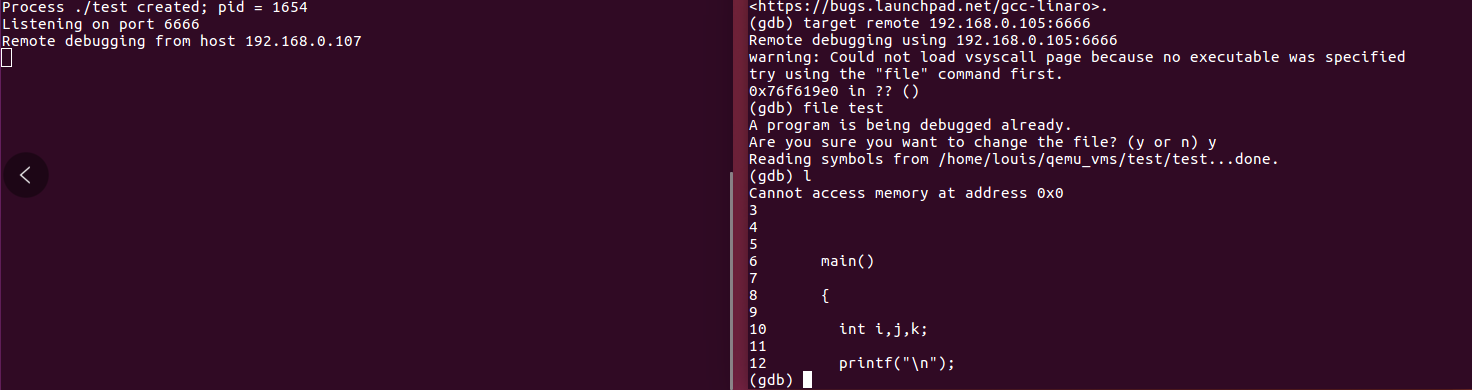 Process ./test created; pid = 1654
Listening on port 6666
Remote debugging from host 192.168.0.107
<https://bugs.launchpad.net/gcc-linaro>.
(gdb) target remote 192.168.0.105:6666
Remote debugging using 192.168.0.105:6666
warning: Could not load vsyscall page because no executable was specified
try using the "file" command first.
0x76f619e0 in ?? ()
(gdb) file test
A program is being debugged already.
Are you sure you want to change the file? (y or n) y
Reading symbols from /home/louis/qemu_vms/test/test...done.
(gdb) l
Cannot access memory at address 0x0
3
4
5
6       main()
7
8       {
9
10        int i,j,k;
11
12        printf("\n");
(gdb)